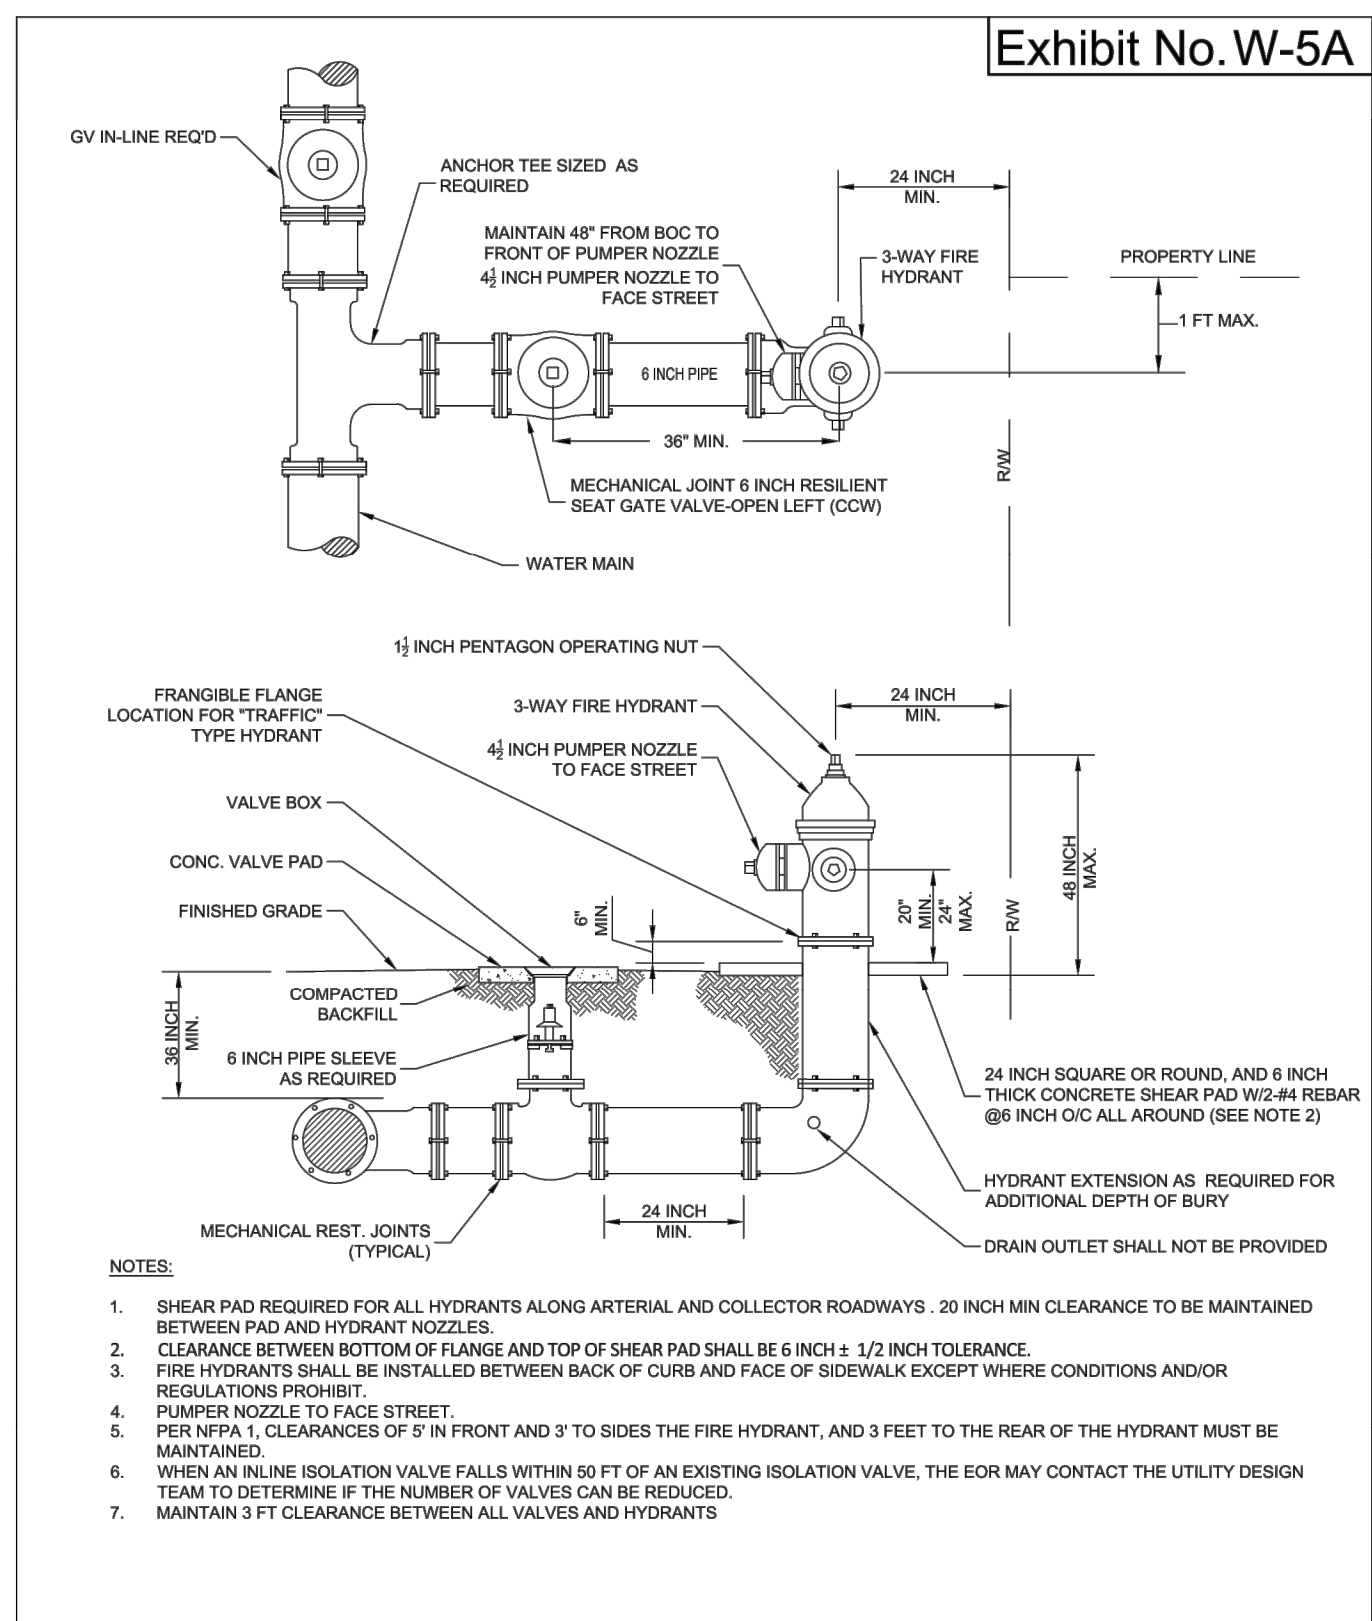 Exhibit No. W-5A
GV IN-LINE REQ'D
ANCHOR TEE SIZED AS
REQUIRED
24 INCH
MIN.
MAINTAIN 48" FROM BOC TO
FRONT OF PUMPER NOZZLE
4½ INCH PUMPER NOZZLE TO
FACE STREET
3-WAY FIRE
HYDRANT
PROPERTY LINE
1 FT MAX.
6 INCH PIPE
36" MIN.
R/W
MECHANICAL JOINT 6 INCH RESILIENT
SEAT GATE VALVE-OPEN LEFT (CCW)
WATER MAIN
1½ INCH PENTAGON OPERATING NUT
FRANGIBLE FLANGE
LOCATION FOR "TRAFFIC"
TYPE HYDRANT
3-WAY FIRE HYDRANT
24 INCH
MIN.
4½ INCH PUMPER NOZZLE
TO FACE STREET
VALVE BOX
CONC. VALVE PAD
FINISHED GRADE
6"
MIN.
20"
MIN.
24"
MAX.
48 INCH
MAX.
R/W
COMPACTED
BACKFILL
36 INCH
MIN.
6 INCH PIPE SLEEVE
AS REQUIRED
24 INCH SQUARE OR ROUND, AND 6 INCH
THICK CONCRETE SHEAR PAD W/2-#4 REBAR
@6 INCH O/C ALL AROUND (SEE NOTE 2)
HYDRANT EXTENSION AS REQUIRED FOR
ADDITIONAL DEPTH OF BURY
24 INCH
MIN.
MECHANICAL REST. JOINTS
(TYPICAL)
DRAIN OUTLET SHALL NOT BE PROVIDED
NOTES:
1. SHEAR PAD REQUIRED FOR ALL HYDRANTS ALONG ARTERIAL AND COLLECTOR ROADWAYS . 20 INCH MIN CLEARANCE TO BE MAINTAINED
BETWEEN PAD AND HYDRANT NOZZLES.
2. CLEARANCE BETWEEN BOTTOM OF FLANGE AND TOP OF SHEAR PAD SHALL BE 6 INCH ± 1/2 INCH TOLERANCE.
3. FIRE HYDRANTS SHALL BE INSTALLED BETWEEN BACK OF CURB AND FACE OF SIDEWALK EXCEPT WHERE CONDITIONS AND/OR
REGULATIONS PROHIBIT.
4. PUMPER NOZZLE TO FACE STREET.
5. PER NFPA 1, CLEARANCES OF 5' IN FRONT AND 3' TO SIDES THE FIRE HYDRANT, AND 3 FEET TO THE REAR OF THE HYDRANT MUST BE
MAINTAINED.
6. WHEN AN INLINE ISOLATION VALVE FALLS WITHIN 50 FT OF AN EXISTING ISOLATION VALVE, THE EOR MAY CONTACT THE UTILITY DESIGN
TEAM TO DETERMINE IF THE NUMBER OF VALVES CAN BE REDUCED.
7. MAINTAIN 3 FT CLEARANCE BETWEEN ALL VALVES AND HYDRANTS